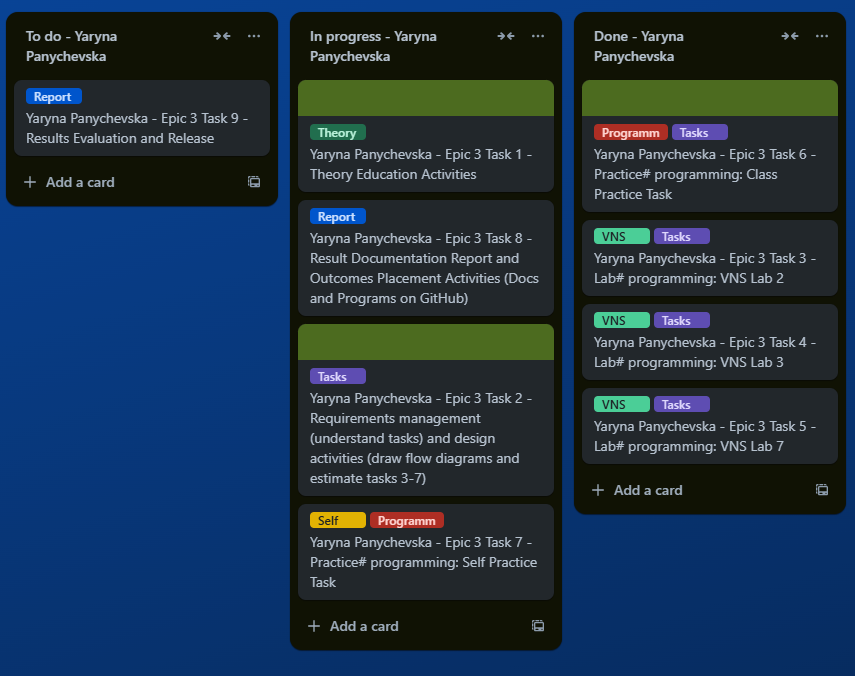 To do - Yaryna
Panychevska
Report
Yaryna Panychevska - Epic 3 Task 9 -
Results Evaluation and Release
Add a card
In progress - Yaryna
Panychevska
Theory
Yaryna Panychevska - Epic 3 Task 1 -
Theory Education Activities
Report
Yaryna Panychevska - Epic 3 Task 8 -
Result Documentation Report and
Outcomes Placement Activities (Docs
and Programs on GitHub)
Tasks
Yaryna Panychevska - Epic 3 Task 2 -
Requirements management
(understand tasks) and design
activities (draw flow diagrams and
estimate tasks 3-7)
Self Programm
Yaryna Panychevska - Epic 3 Task 7 -
Practice# programming: Self Practice
Task
Add a card
Done - Yaryna
Panychevska
Programm Tasks
Yaryna Panychevska - Epic 3 Task 6 -
Practice# programming: Class
Practice Task
VNS Tasks
Yaryna Panychevska - Epic 3 Task 3 -
Lab# programming: VNS Lab 2
VNS Tasks
Yaryna Panychevska - Epic 3 Task 4 -
Lab# programming: VNS Lab 3
VNS Tasks
Yaryna Panychevska - Epic 3 Task 5 -
Lab# programming: VNS Lab 7
Add a card